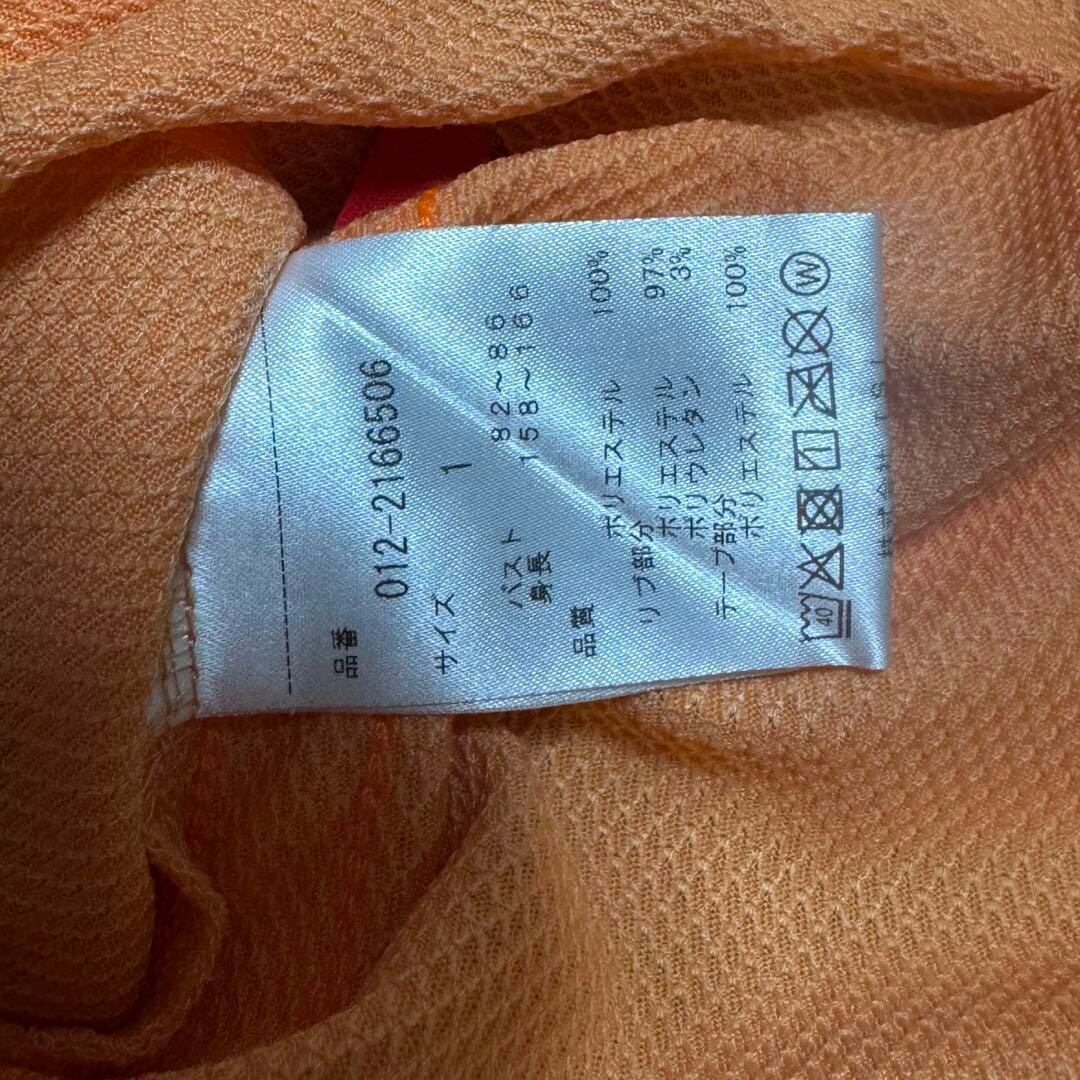 品番
012-2166506
サイズ 1
バスト 82～86
身長 158～166
品質
ポリエステル 100%
リブ部分
ポリエステル 97%
ポリウレタン 3%
テープ部分
ポリエステル 100%
40
W